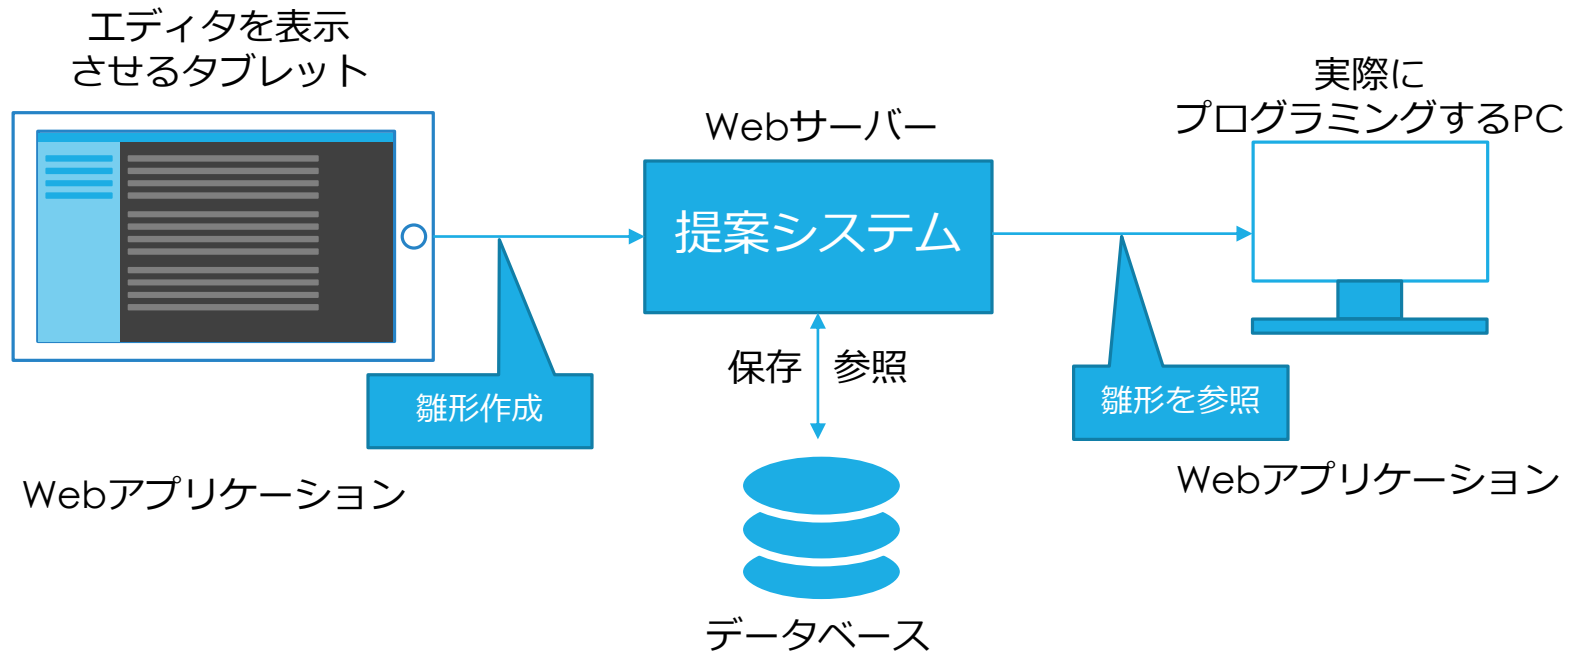 エディタを表示
させるタブレット
Webサーバー
実際に
プログラミングするPC
提案システム
保存 参照
雛形作成
雛形を参照
Webアプリケーション
Webアプリケーション
データベース